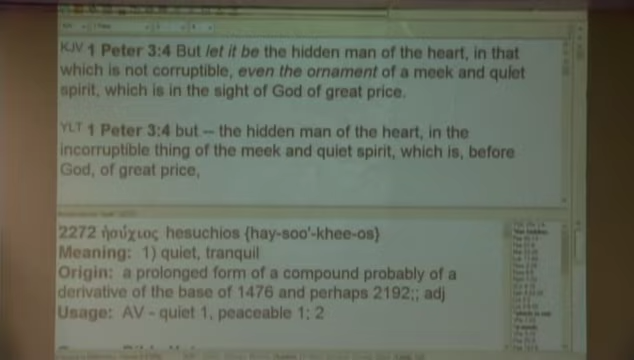 KJV 1 Peter 3:4 But let it be the hidden man of the heart, in that
which is not corruptible, even the ornament of a meek and quiet
spirit, which is in the sight of God of great price.
YLT 1 Peter 3:4 but – the hidden man of the heart, in the
incorruptible thing of the meek and quiet spirit, which is, before
God, of great price,
2272 ἡσύχιος hesuchios {hay-soo'-khee-os}
Meaning: 1) quiet, tranquil
Origin: a prolonged form of a compound probably of a
derivative of the base of 1476 and perhaps 2192;; adj
Usage: AV - quiet 1, peaceable 1; 2